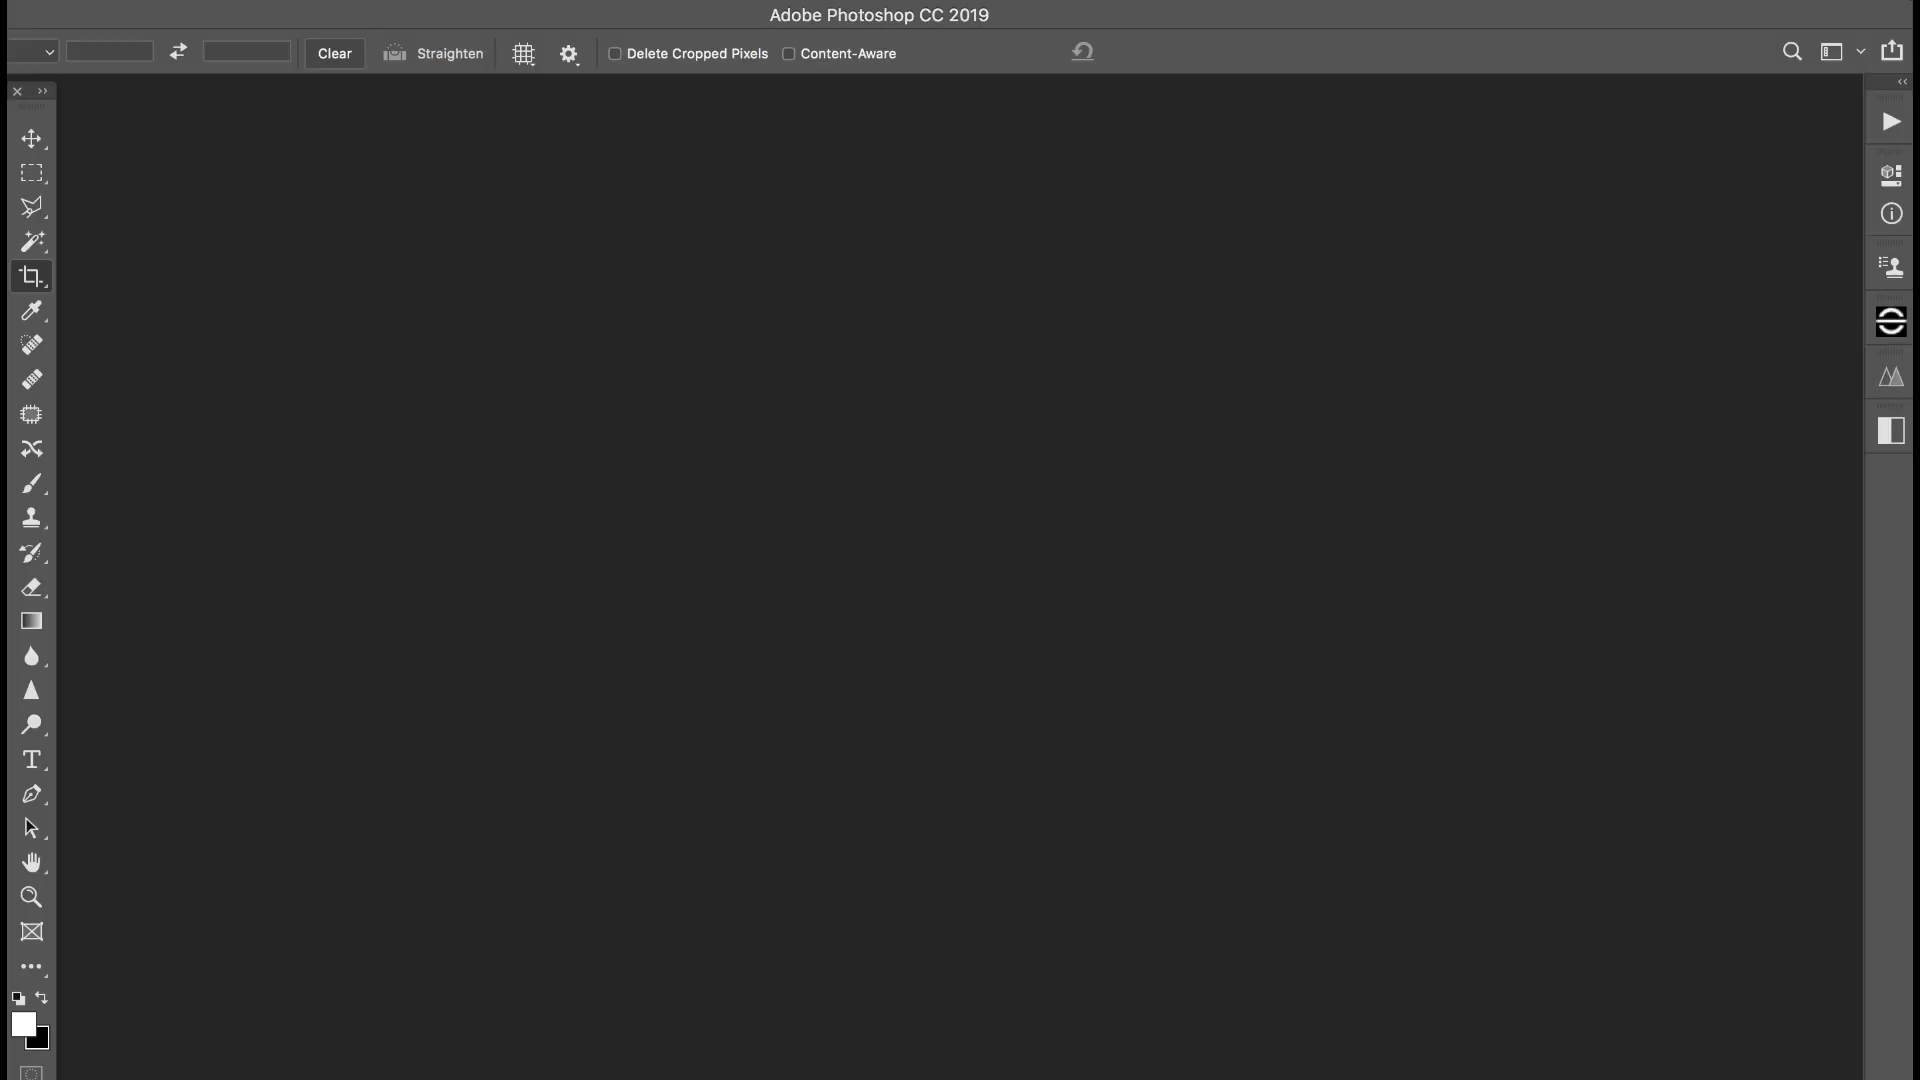 Adobe Photoshop CC 2019
Clear
Straighten
Delete Cropped Pixels
Content-Aware